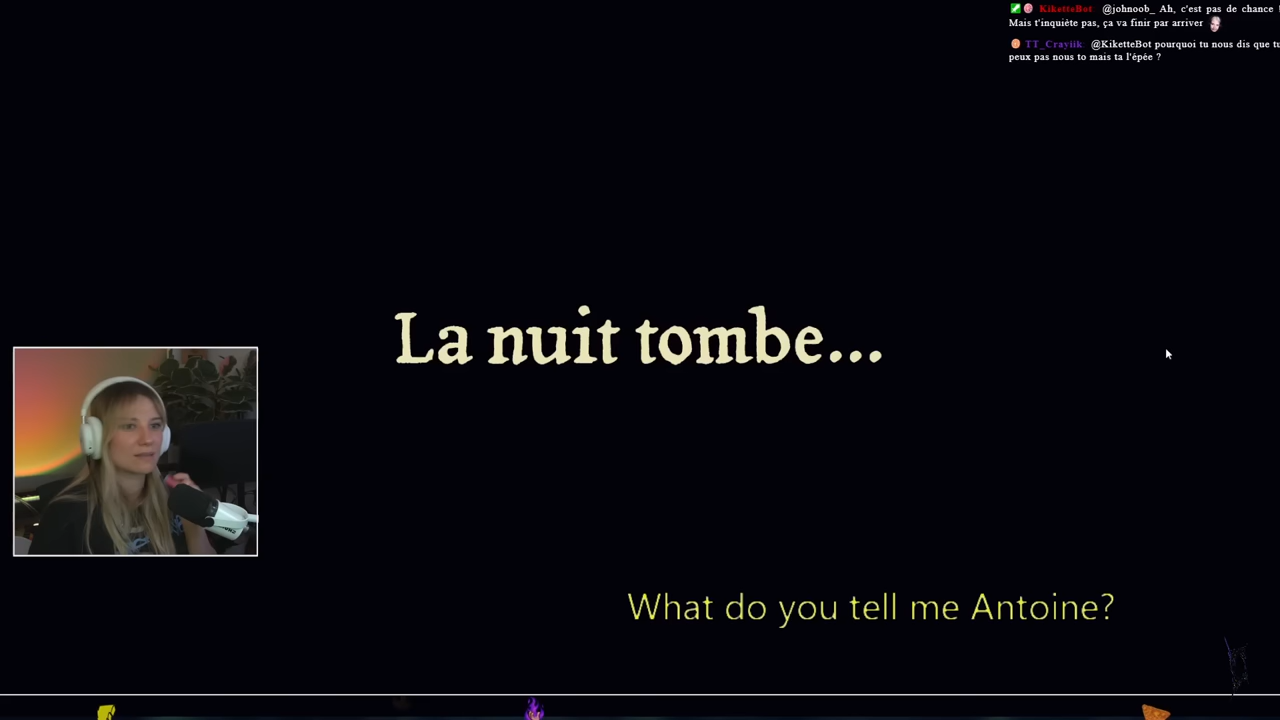 KiketteBot @johnoob_ Ah, c'est pas de chance !
Mais t'inquiète pas, ça va finir par arriver
TT_Crayiik @KiketteBot pourquoi tu nous dis que tu
peux pas nous to mais ta l'épée ?
La nuit tombe...
What do you tell me Antoine?